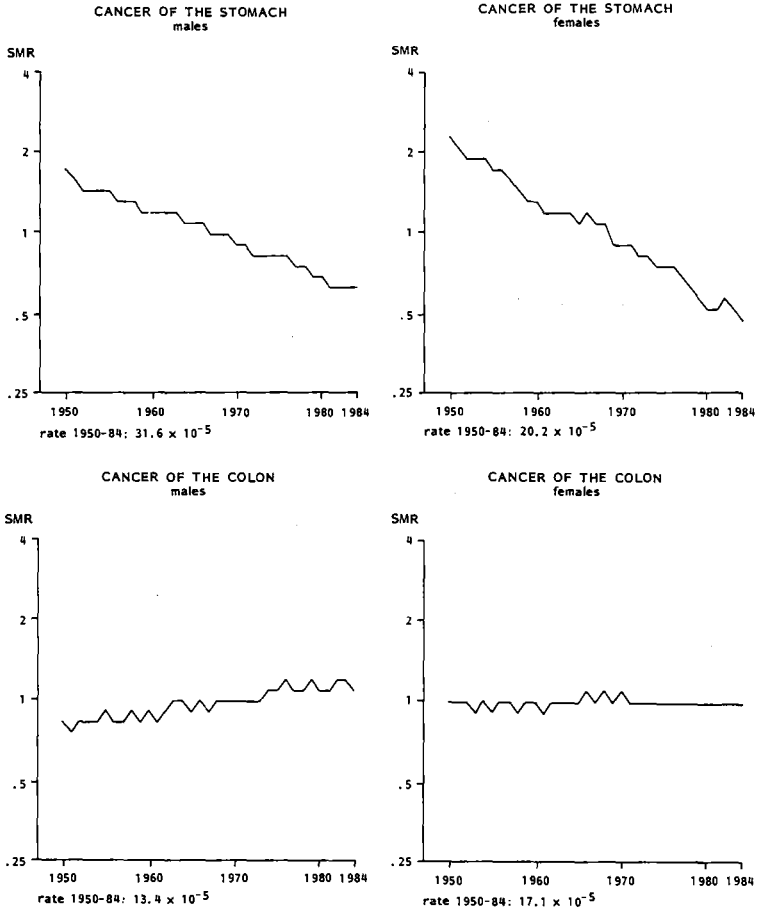 CANCER OF THE STOMACH
males
SMR
4
2
1
.5
.25
1950 1960 1970 1980 1984
rate 1950-84: 31.6 x 10⁻⁵
CANCER OF THE STOMACH
females
SMR
4
2
1
.5
.25
1950 1960 1970 1980 1984
rate 1950-84: 20.2 x 10⁻⁵
CANCER OF THE COLON
males
SMR
4
2
1
.5
.25
1950 1960 1970 1980 1984
rate 1950-84: 13.4 x 10⁻⁵
CANCER OF THE COLON
females
SMR
4
2
1
.5
.25
1950 1960 1970 1980 1984
rate 1950-84: 17.1 x 10⁻⁵